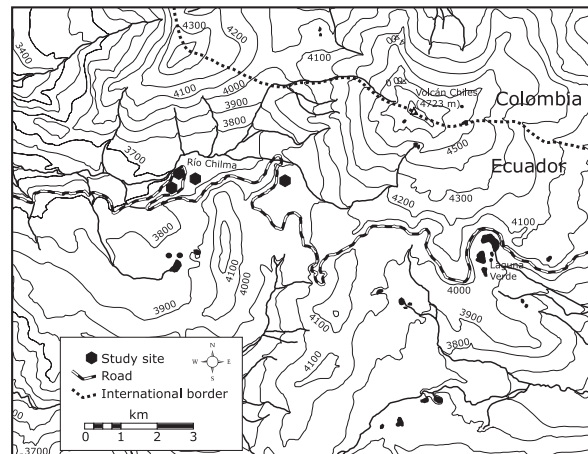 3400
4300
4200
4100
4100
4000
3900
3800
3700
Río Chilma
Volcán Chiles
(4723 m)
Colombia
Ecuador
4500
4300
4200
4100
3800
4100
4000
3900
Laguna
Verde
4000
3900
3800
4100
4100
3700
Study site
Road
International border
N
W
E
S
km
0
1
2
3